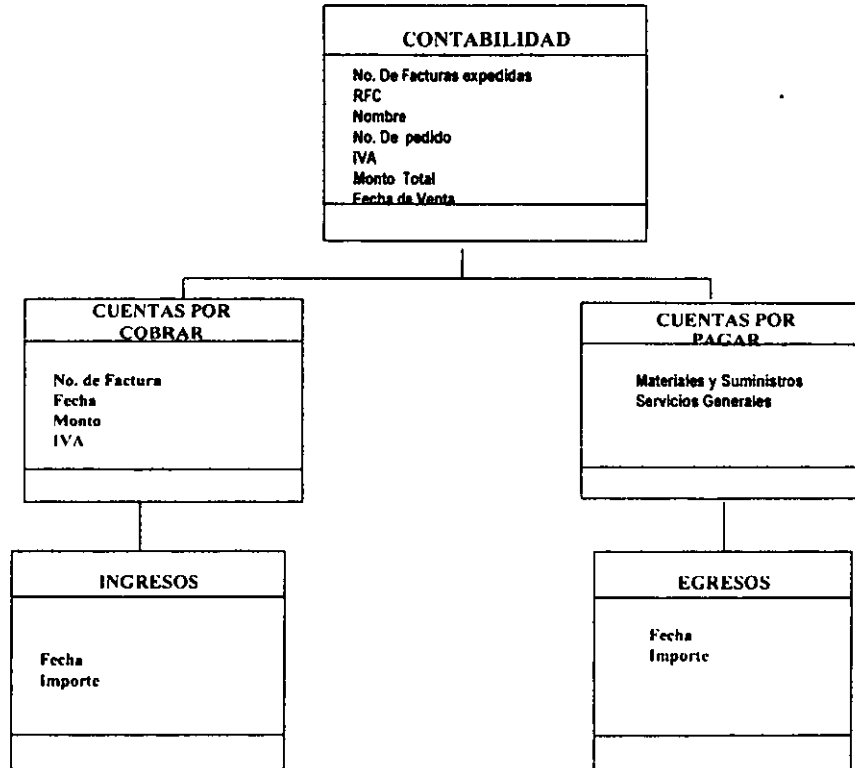 CONTABILIDAD
No. De Facturas expedidas
RFC
Nombre
No. De pedido
IVA
Monto Total
Fecha de Venta
CUENTAS POR
COBRAR
No. de Factura
Fecha
Monto
IVA
CUENTAS POR
PAGAR
Materiales y Suministros
Servicios Generales
INGRESOS
Fecha
Importe
EGRESOS
Fecha
Importe